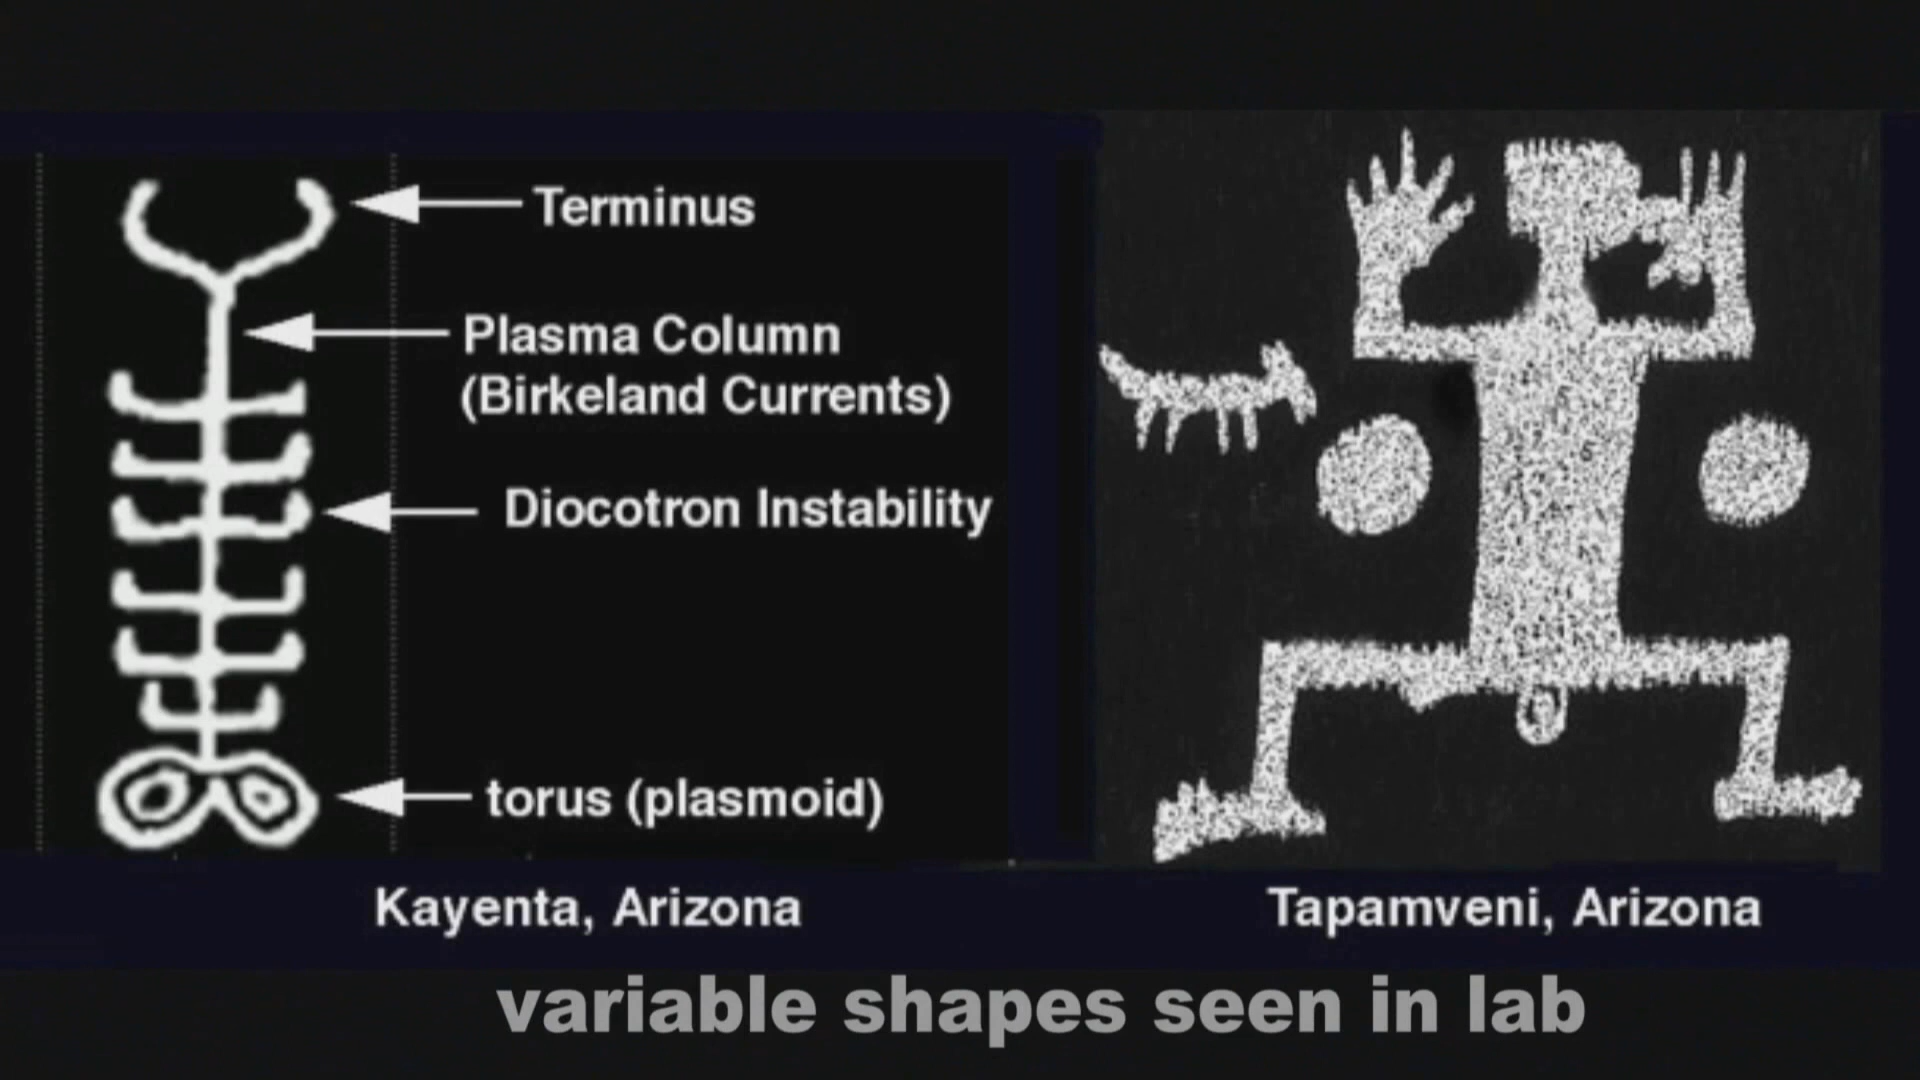 Terminus
Plasma Column
(Birkeland Currents)
Diocotron Instability
torus (plasmoid)
Kayenta, Arizona
Tapamveni, Arizona
variable shapes seen in lab